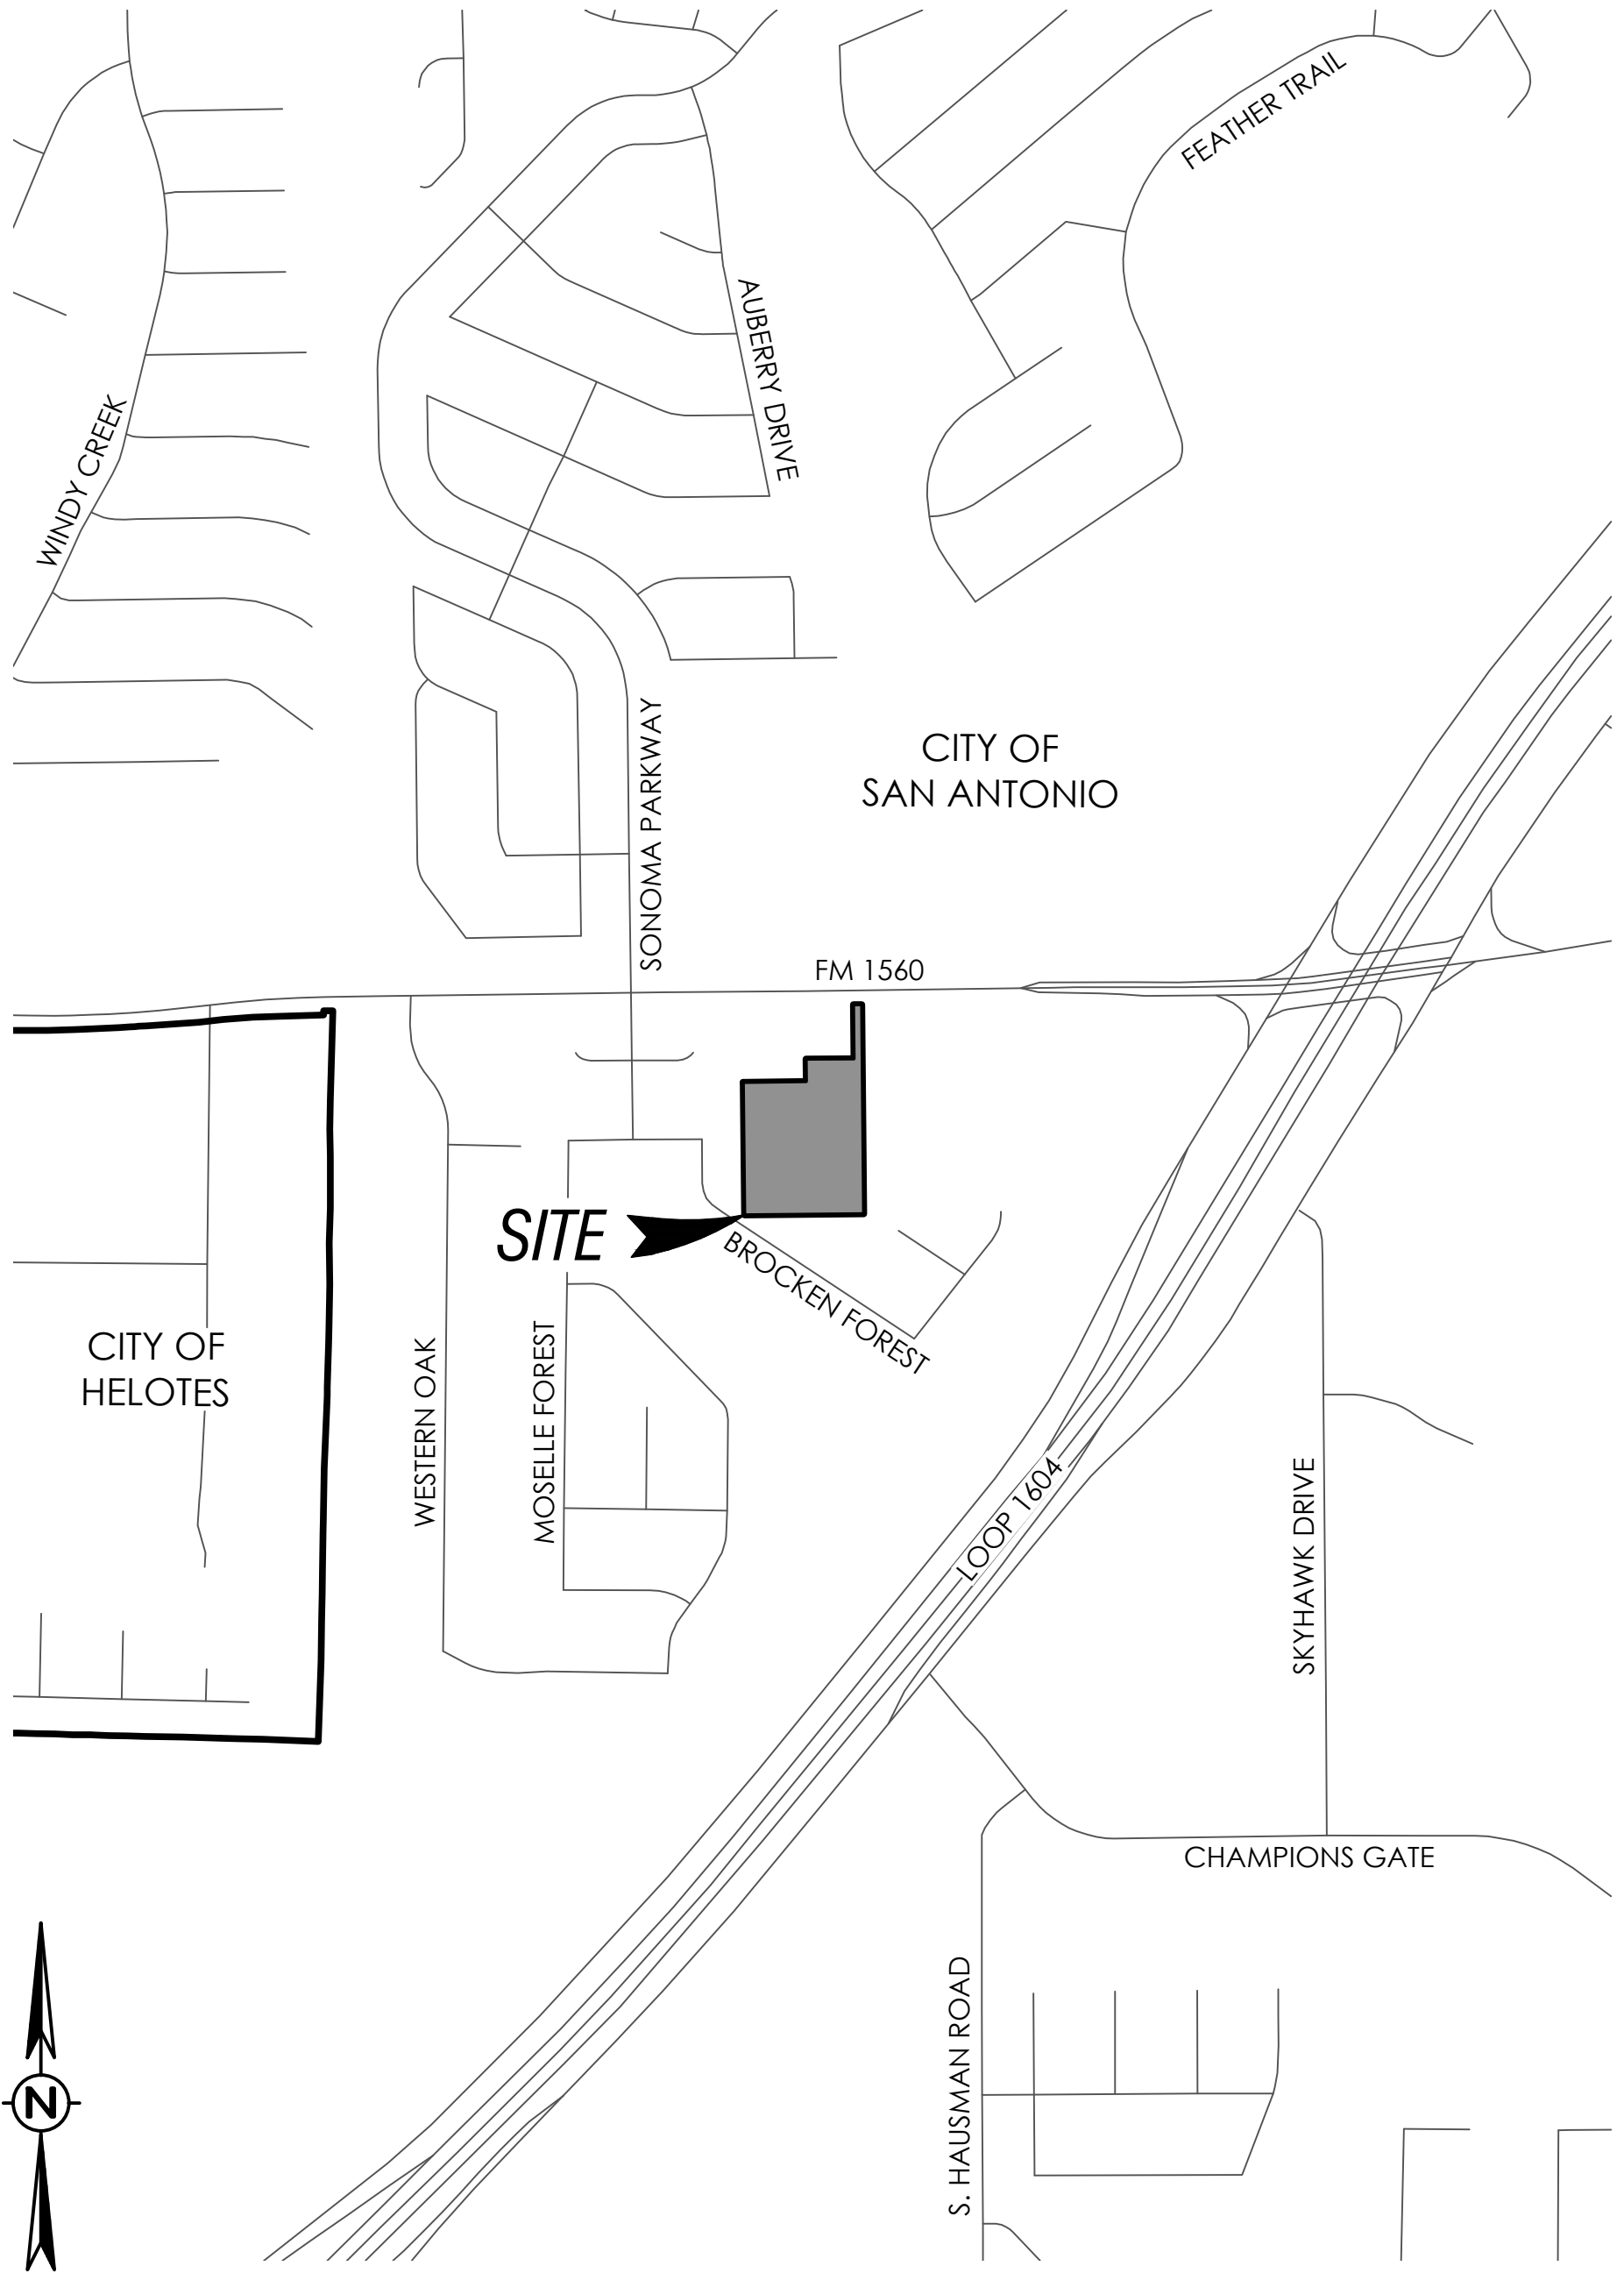 FEATHER TRAIL
AUBERRY DRIVE
WINDY CREEK
SONOMA PARKWAY
CITY OF
SAN ANTONIO
FM 1560
SITE
BROCKEN FOREST
CITY OF
HELOTES
WESTERN OAK
MOSELLE FOREST
LOOP 1604
SKYHAWK DRIVE
CHAMPIONS GATE
S. HAUSMAN ROAD
N